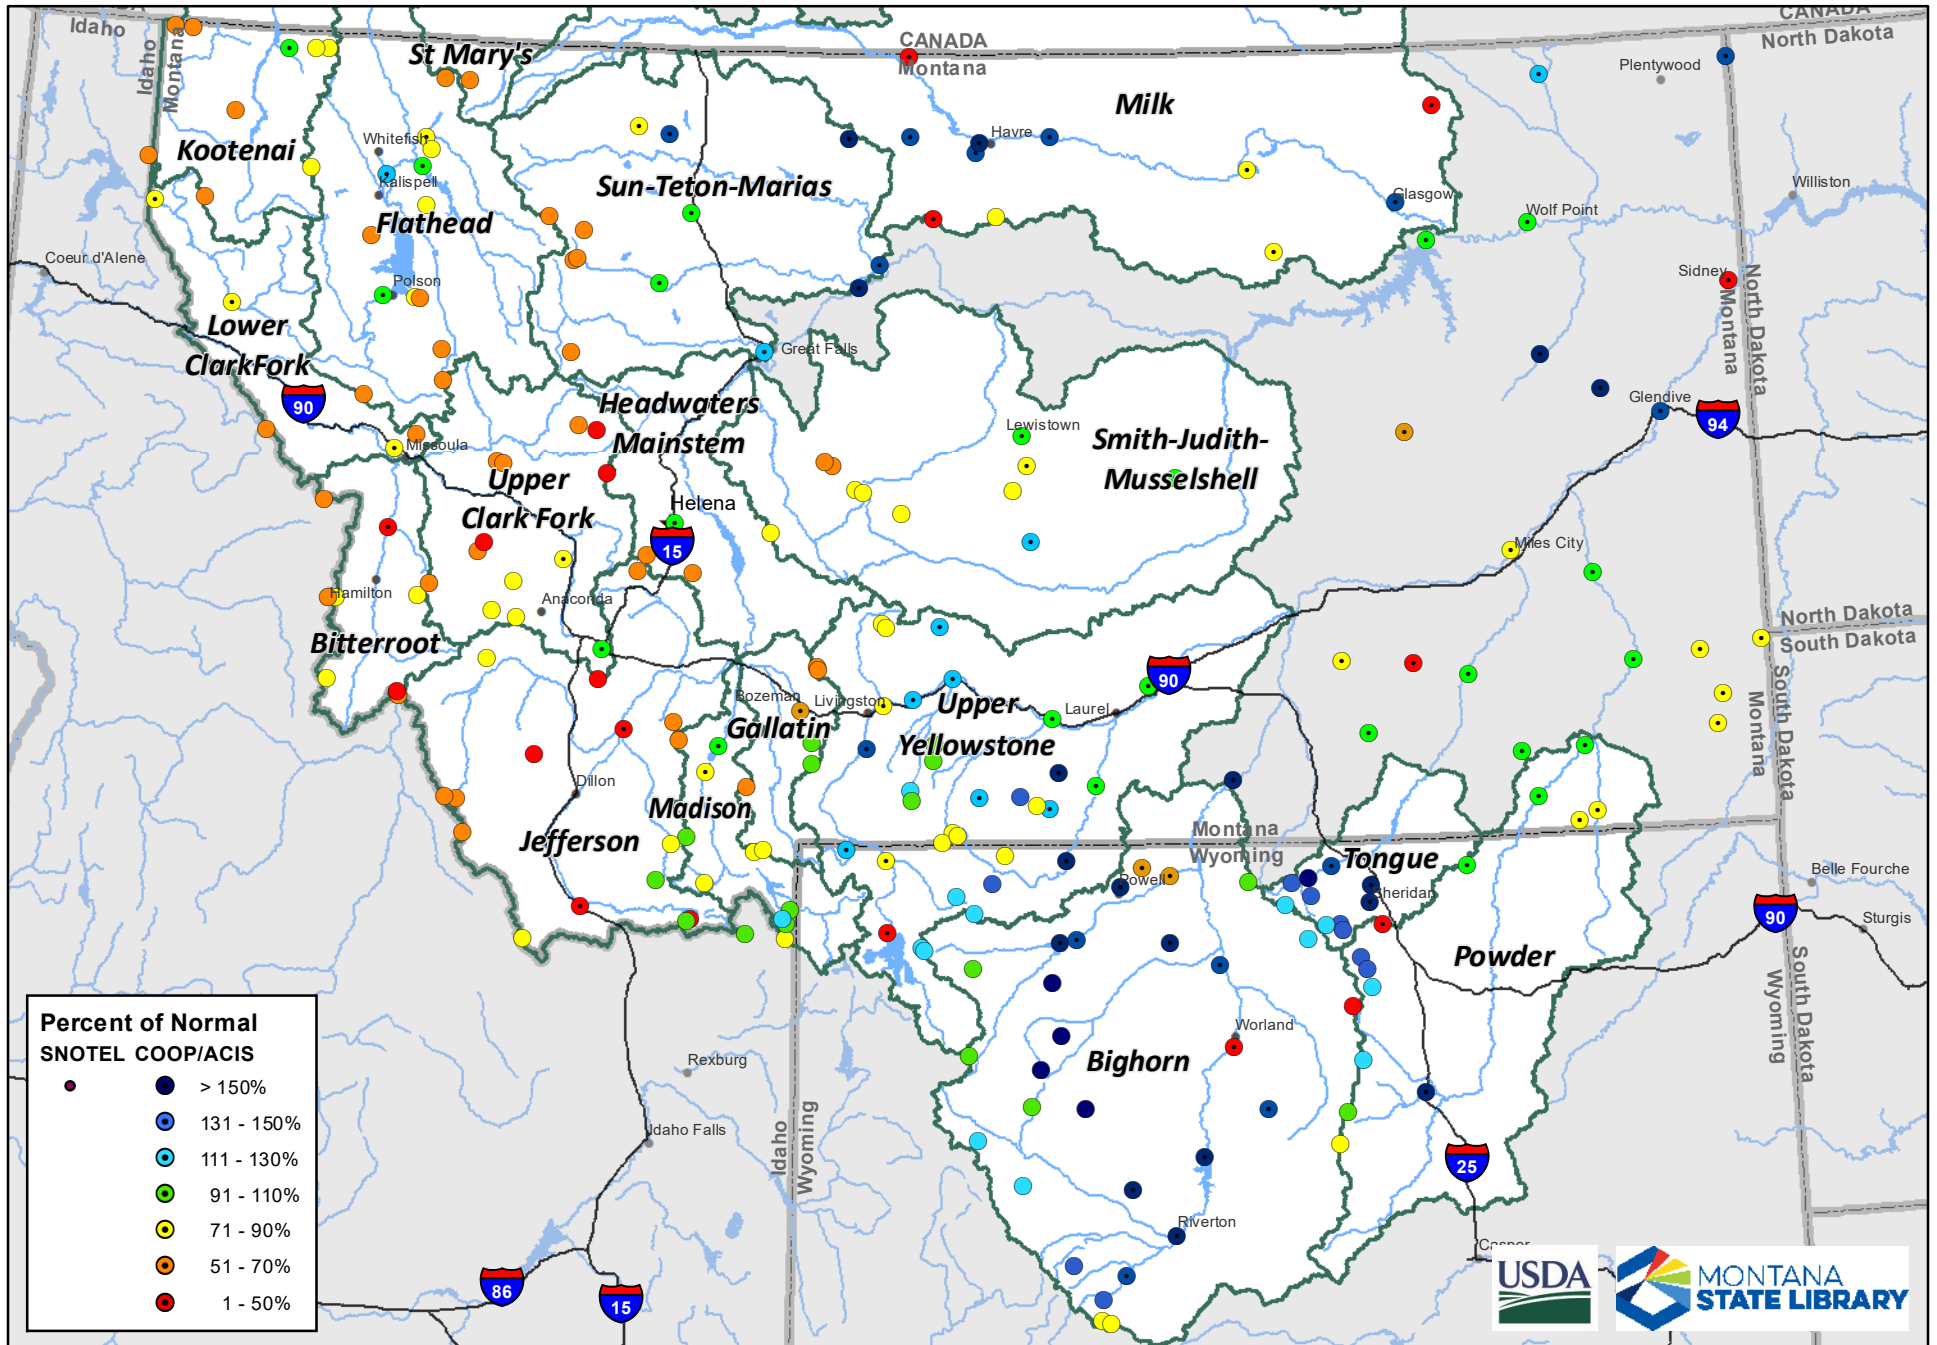 CANADA
Idaho
Idaho
Montana
St Mary's
CANADA
Montana
Milk
CANADA
North Dakota
Plentywood
Kootenai
Whitefish
Kalispell
Flathead
Havre
Sun-Teton-Marias
Glasgow
Wolf Point
Williston
Coeur d'Alene
Polson
Sidney
Montana
North Dakota
Lower
ClarkFork
90
Great Falls
Headwaters
Mainstem
Lewistown
Smith-Judith-
Musselshell
Glendive
94
Missoula
Upper
Clark Fork
Helena
15
Miles City
Hamilton
Anaconda
Bitterroot
North Dakota
South Dakota
South Dakota
Montana
90
Bozeman
Livingston
Gallatin
Upper
Yellowstone
Laurel
Dillon
Madison
Jefferson
Montana
Wyoming
Tongue
Powell
Sheridan
Belle Fourche
90
Sturgis
Powder
South Dakota
Wyoming
Percent of Normal
SNOTEL COOP/ACIS
> 150%
131 - 150%
111 - 130%
91 - 110%
71 - 90%
51 - 70%
1 - 50%
Worland
Bighorn
Rexburg
Idaho Falls
Idaho
Wyoming
25
Riverton
Casper
86
15
USDA
MONTANA
STATE LIBRARY